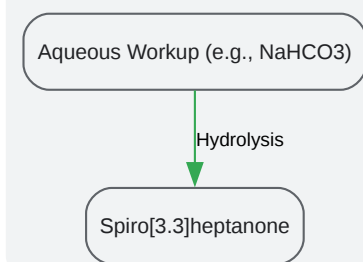 Aqueous Workup (e.g., NaHCO3)
Hydrolysis
Spiro[3.3]heptanone